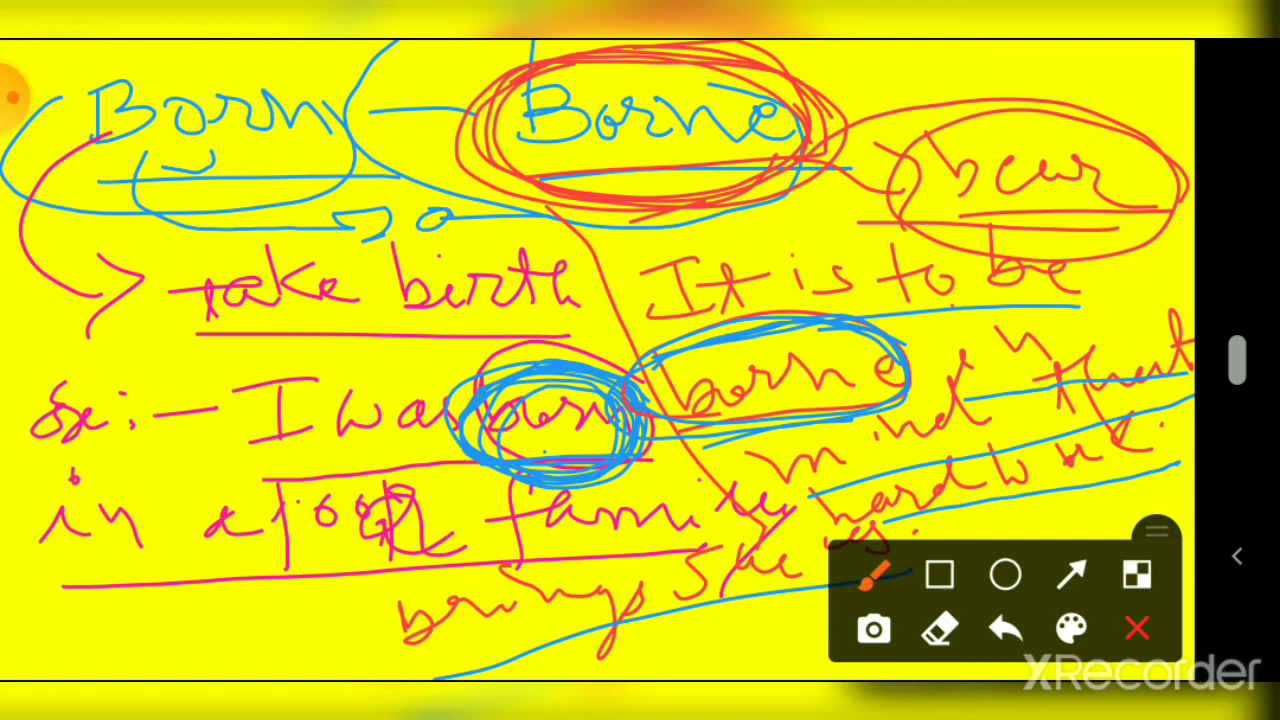 Born - Borne bear
take birth
Ex:- I was born
in a poor family
It is to be
borne in
mind that
hard work
brings success.
XRecorder